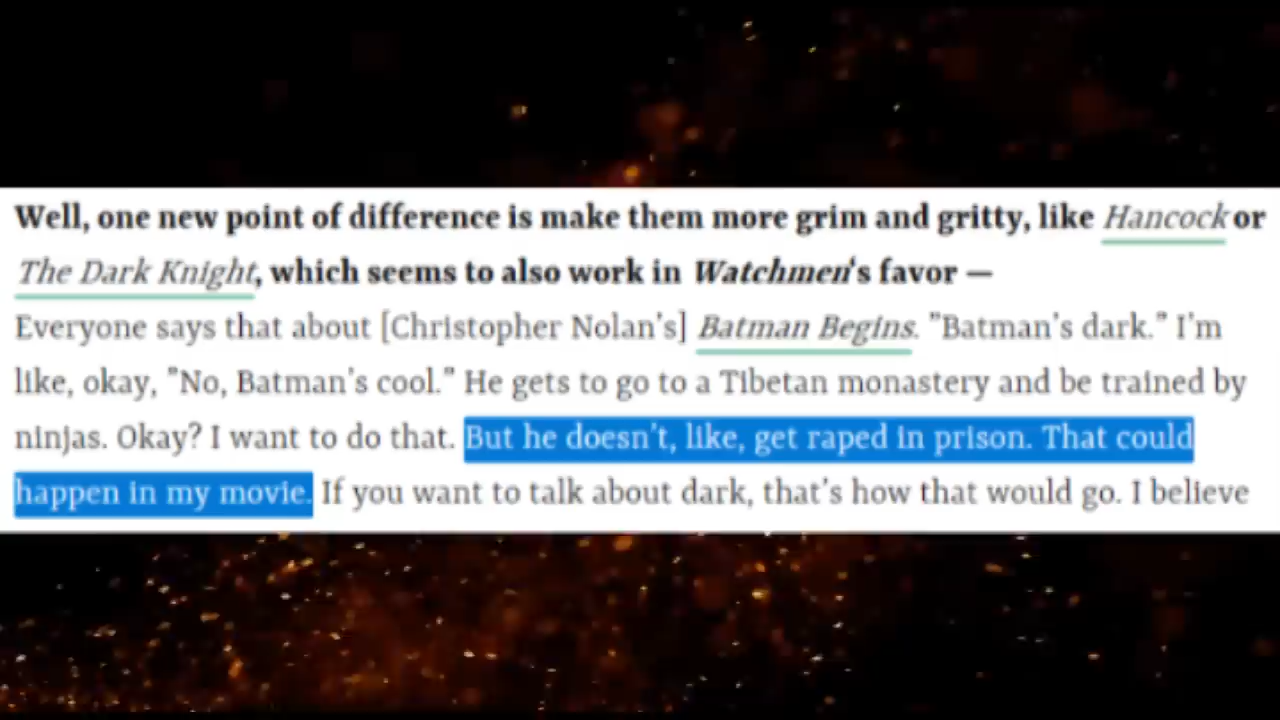 Well, one new point of difference is make them more grim and gritty, like Hancock or
The Dark Knight, which seems to also work in Watchmen's favor —
Everyone says that about [Christopher Nolan's] Batman Begins. "Batman's dark." I'm
like, okay, "No, Batman's cool." He gets to go to a Tibetan monastery and be trained by
ninjas. Okay? I want to do that. But he doesn't, like, get raped in prison. That could
happen in my movie. If you want to talk about dark, that's how that would go. I believe